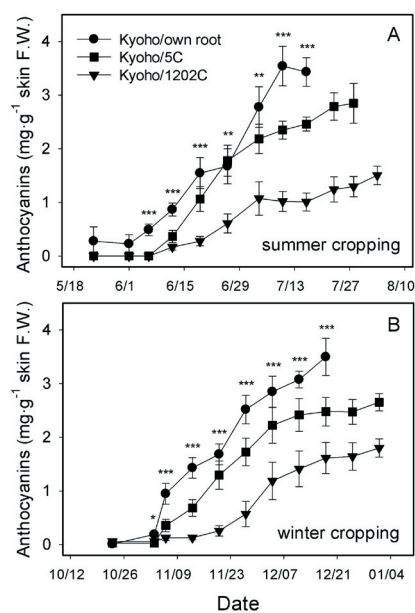 A
Kyoho/own root
Kyoho/5C
Kyoho/1202C
Anthocyanins (mg·g⁻¹ skin F.W.)
4
3
2
1
0
***
***
***
**
**
***
***
summer cropping
5/18 6/1 6/15 6/29 7/13 7/27 8/10
B
Anthocyanins (mg·g⁻¹ skin F.W.)
4
3
2
1
0
*
***
***
***
***
***
***
***
winter cropping
10/12 10/26 11/09 11/23 12/07 12/21 01/04
Date